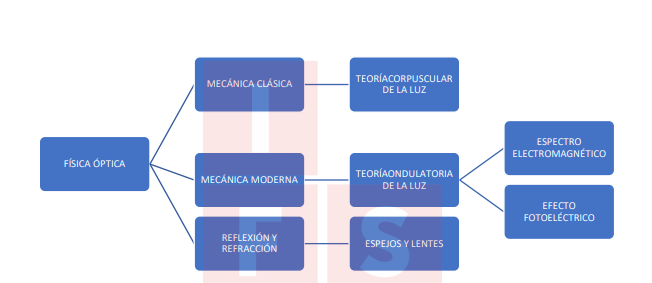 FÍSICA ÓPTICA
MECÁNICA CLÁSICA
TEORÍACORPUSCULAR
DE LA LUZ
MECÁNICA MODERNA
TEORÍAONDULATORIA
DE LA LUZ
ESPECTRO
ELECTROMAGNÉTICO
EFECTO
FOTOELÉCTRICO
REFLEXIÓN Y
REFRACCIÓN
ESPEJOS Y LENTES